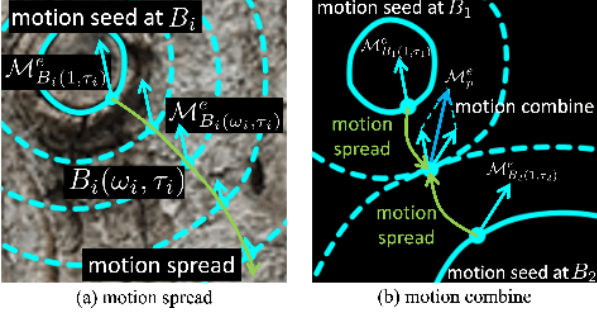 motion seed at B_i
M^e_{B_i(1,τ_i)}
M^e_{B_i(ω_i,τ_i)}
B_i(ω_i, τ_i)
motion spread
(a) motion spread
motion seed at B_1
M^e_{B_1(1,τ_1)}
M^e_p
motion combine
motion
spread
M^e_{B_2(1,τ_2)}
motion
spread
motion seed at B_2
(b) motion combine